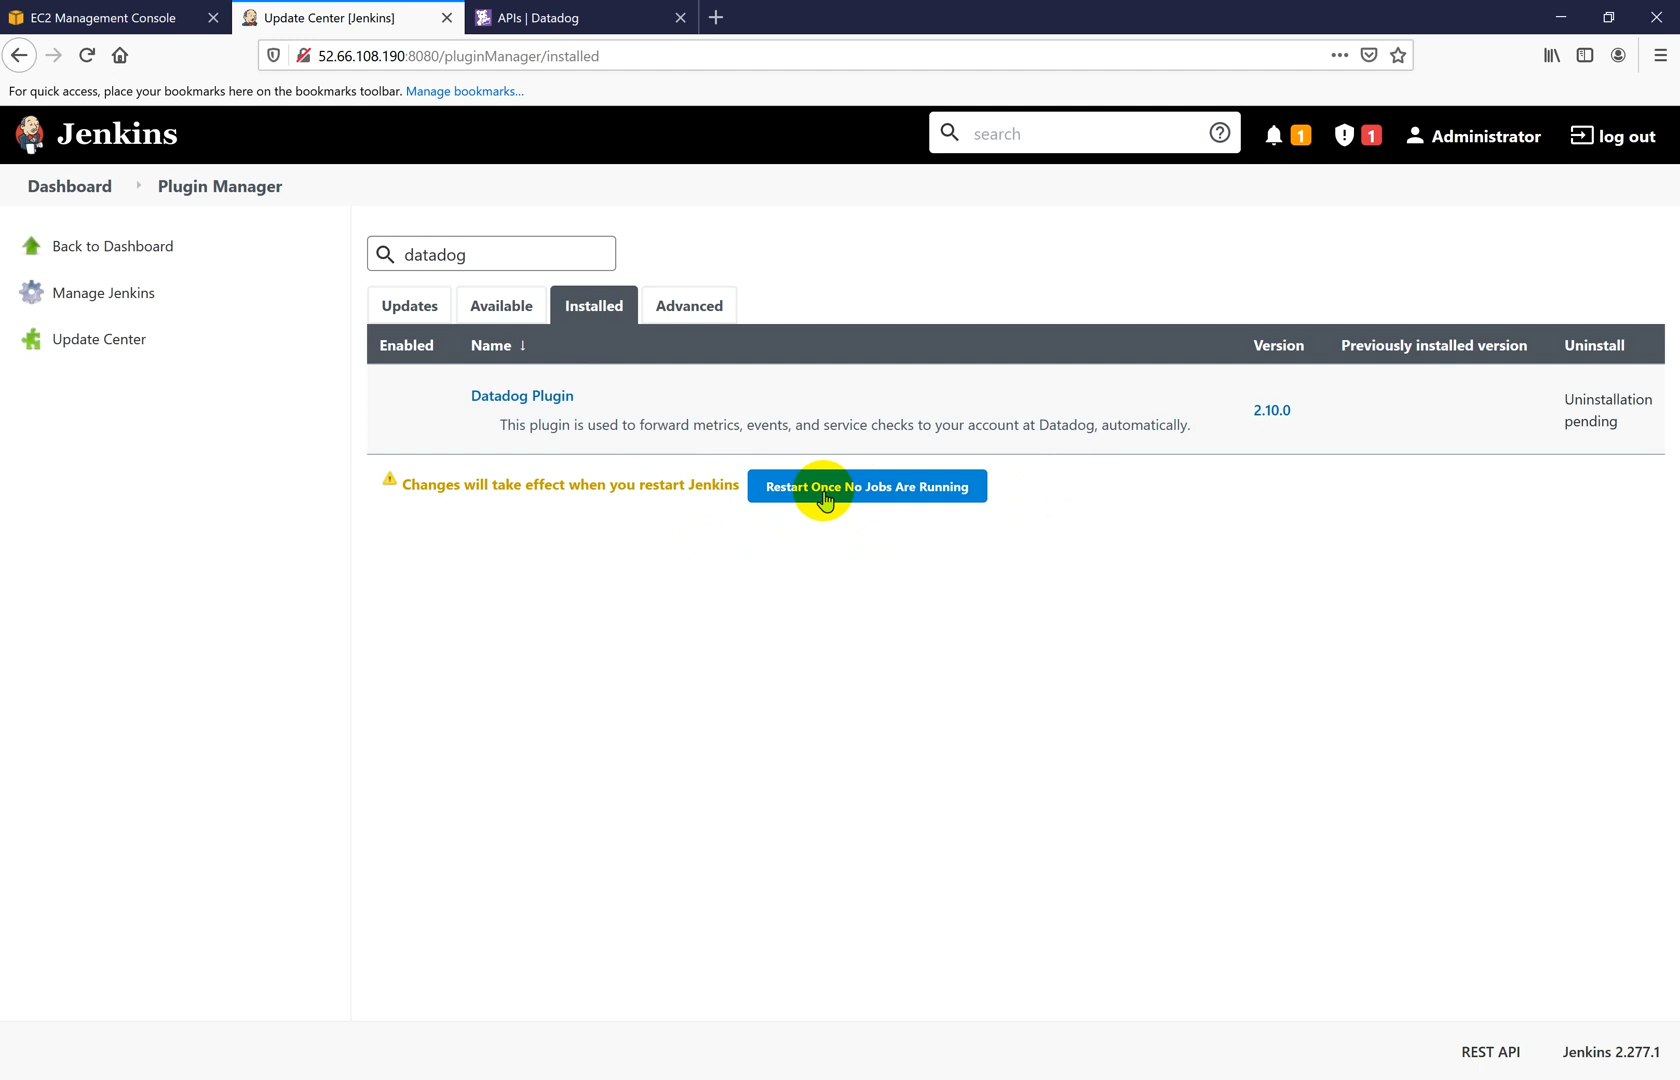 EC2 Management Console
Update Center [Jenkins]
APIs | Datadog
52.66.108.190:8080/pluginManager/installed
For quick access, place your bookmarks here on the bookmarks toolbar. Manage bookmarks...
Jenkins
search
1
1
Administrator
log out
Dashboard
Plugin Manager
Back to Dashboard
Manage Jenkins
Update Center
datadog
Updates
Available
Installed
Advanced
Enabled
Name ↓
Version
Previously installed version
Uninstall
Datadog Plugin
This plugin is used to forward metrics, events, and service checks to your account at Datadog, automatically.
2.10.0
Uninstallation
pending
Changes will take effect when you restart Jenkins
Restart Once No Jobs Are Running
REST API
Jenkins 2.277.1